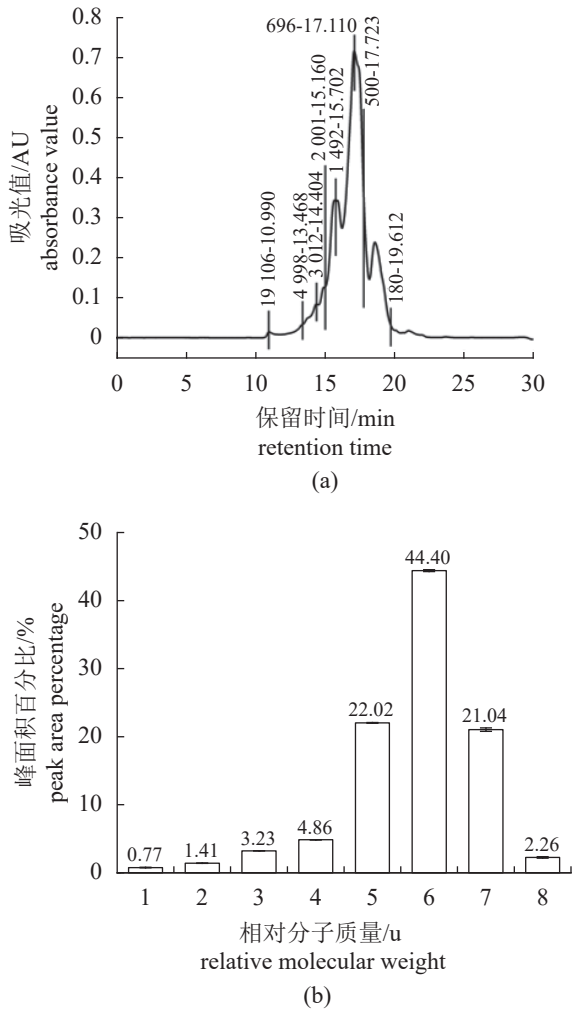 0.8
0.7
0.6
0.5
0.4
0.3
0.2
0.1
0
吸光值/AU
absorbance value
19 106-10.990
4 998-13.468
3 012-14.404
2 001-15.160
1 492-15.702
696-17.110
500-17.723
180-19.612
0 5 10 15 20 25 30
保留时间/min
retention time
(a)
50
40
30
20
10
0
峰面积百分比/%
peak area percentage
0.77 1.41 3.23 4.86 22.02 44.40 21.04 2.26
1 2 3 4 5 6 7 8
相对分子质量/u
relative molecular weight
(b)